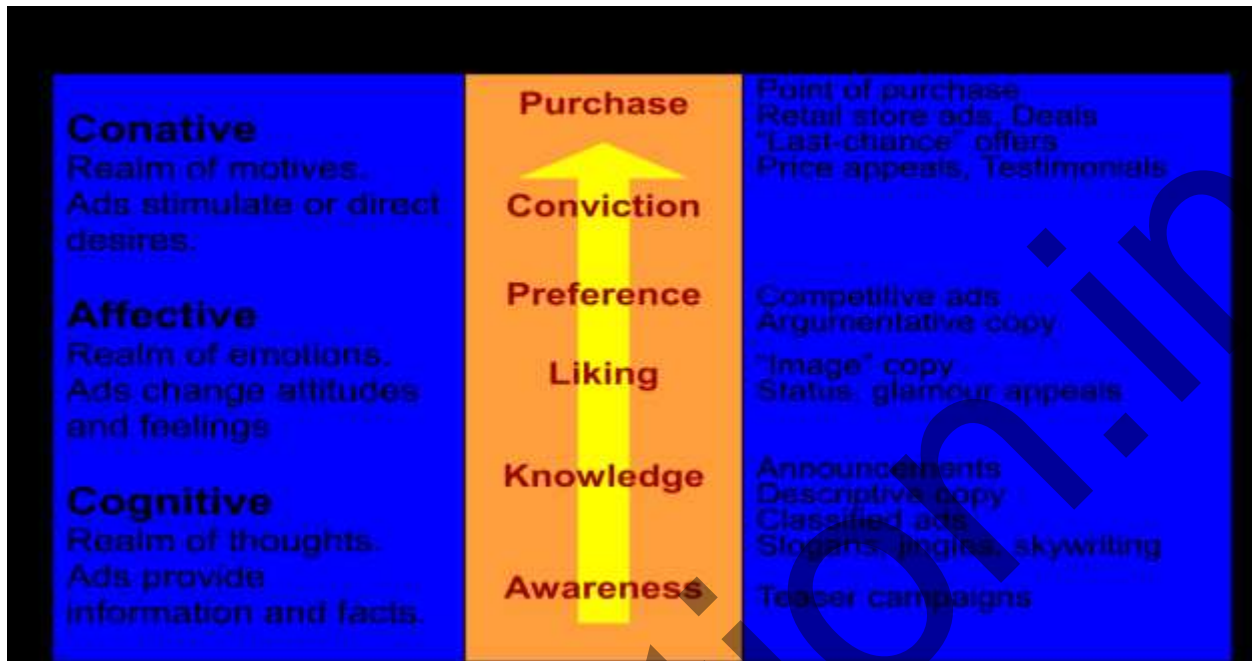 Conative
Realm of motives.
Ads stimulate or direct
desires.
Affective
Realm of emotions.
Ads change attitudes
and feelings
Cognitive
Realm of thoughts.
Ads provide
information and facts.
Purchase
Conviction
Preference
Liking
Knowledge
Awareness
Point of purchase
Retail store ads, Deals
"Last-chance" offers
Price appeals, Testimonials
Competitive ads
Argumentative copy
"Image" copy
Status, glamour appeals
Announcements
Descriptive copy
Classified ads
Slogans, jingles, skywriting
Teaser campaigns